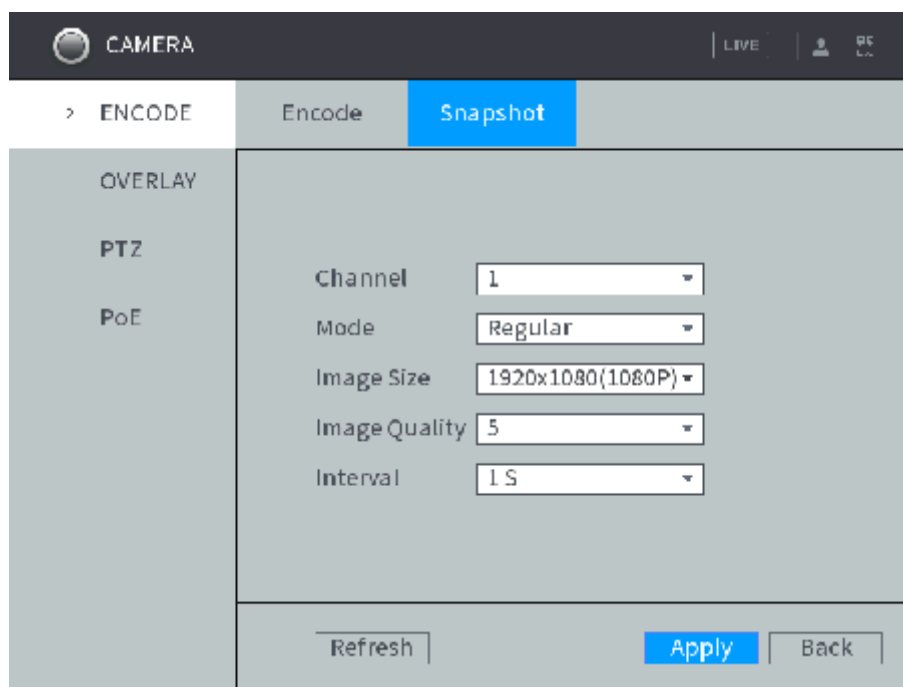 CAMERA LIVE
ENCODE Encode Snapshot
OVERLAY
PTZ
PoE
Channel 1
Mode Regular
Image Size 1920x1080(1080P)
Image Quality 5
Interval 1 S
Refresh Apply Back